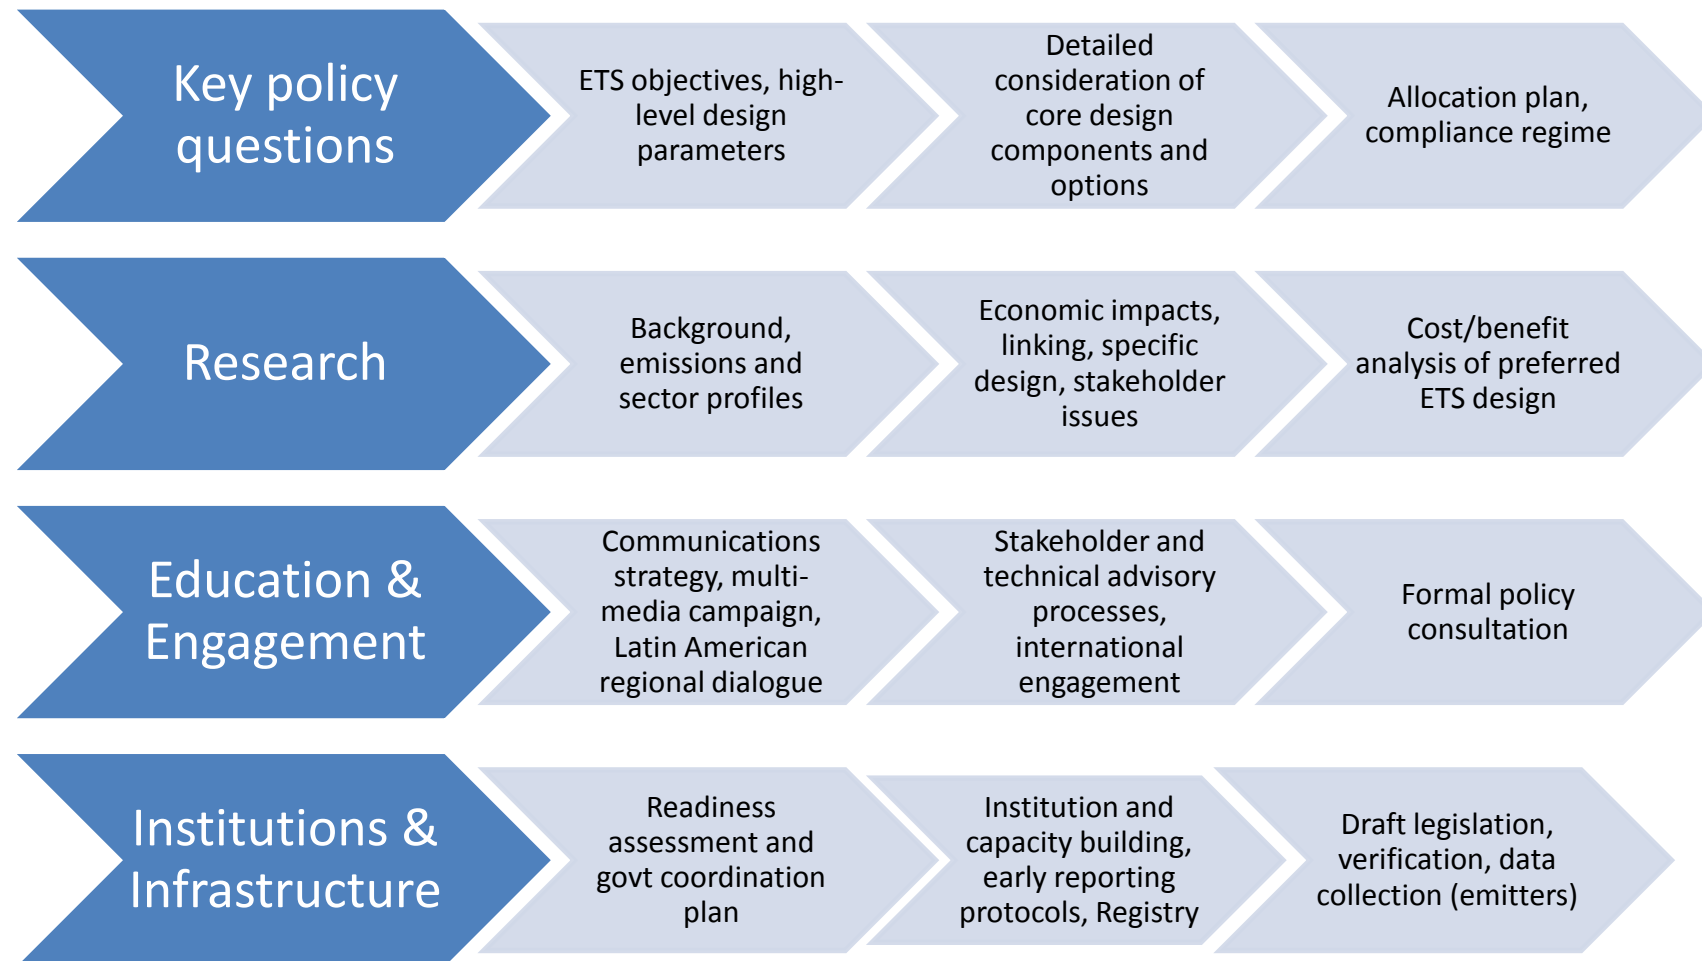 Key policy
questions
ETS objectives, high-
level design
parameters
Detailed
consideration of
core design
components and
options
Allocation plan,
compliance regime
Research
Background,
emissions and
sector profiles
Economic impacts,
linking, specific
design, stakeholder
issues
Cost/benefit
analysis of preferred
ETS design
Education &
Engagement
Communications
strategy, multi-
media campaign,
Latin American
regional dialogue
Stakeholder and
technical advisory
processes,
international
engagement
Formal policy
consultation
Institutions &
Infrastructure
Readiness
assessment and
govt coordination
plan
Institution and
capacity building,
early reporting
protocols, Registry
Draft legislation,
verification, data
collection (emitters)